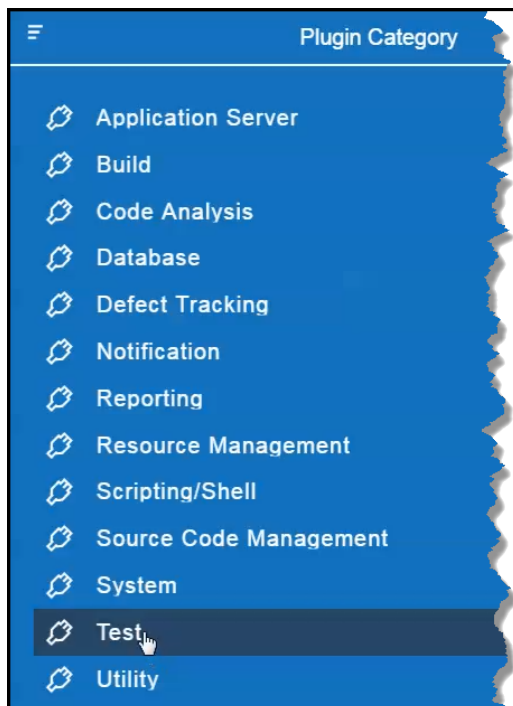 Plugin Category
Application Server
Build
Code Analysis
Database
Defect Tracking
Notification
Reporting
Resource Management
Scripting/Shell
Source Code Management
System
Test
Utility